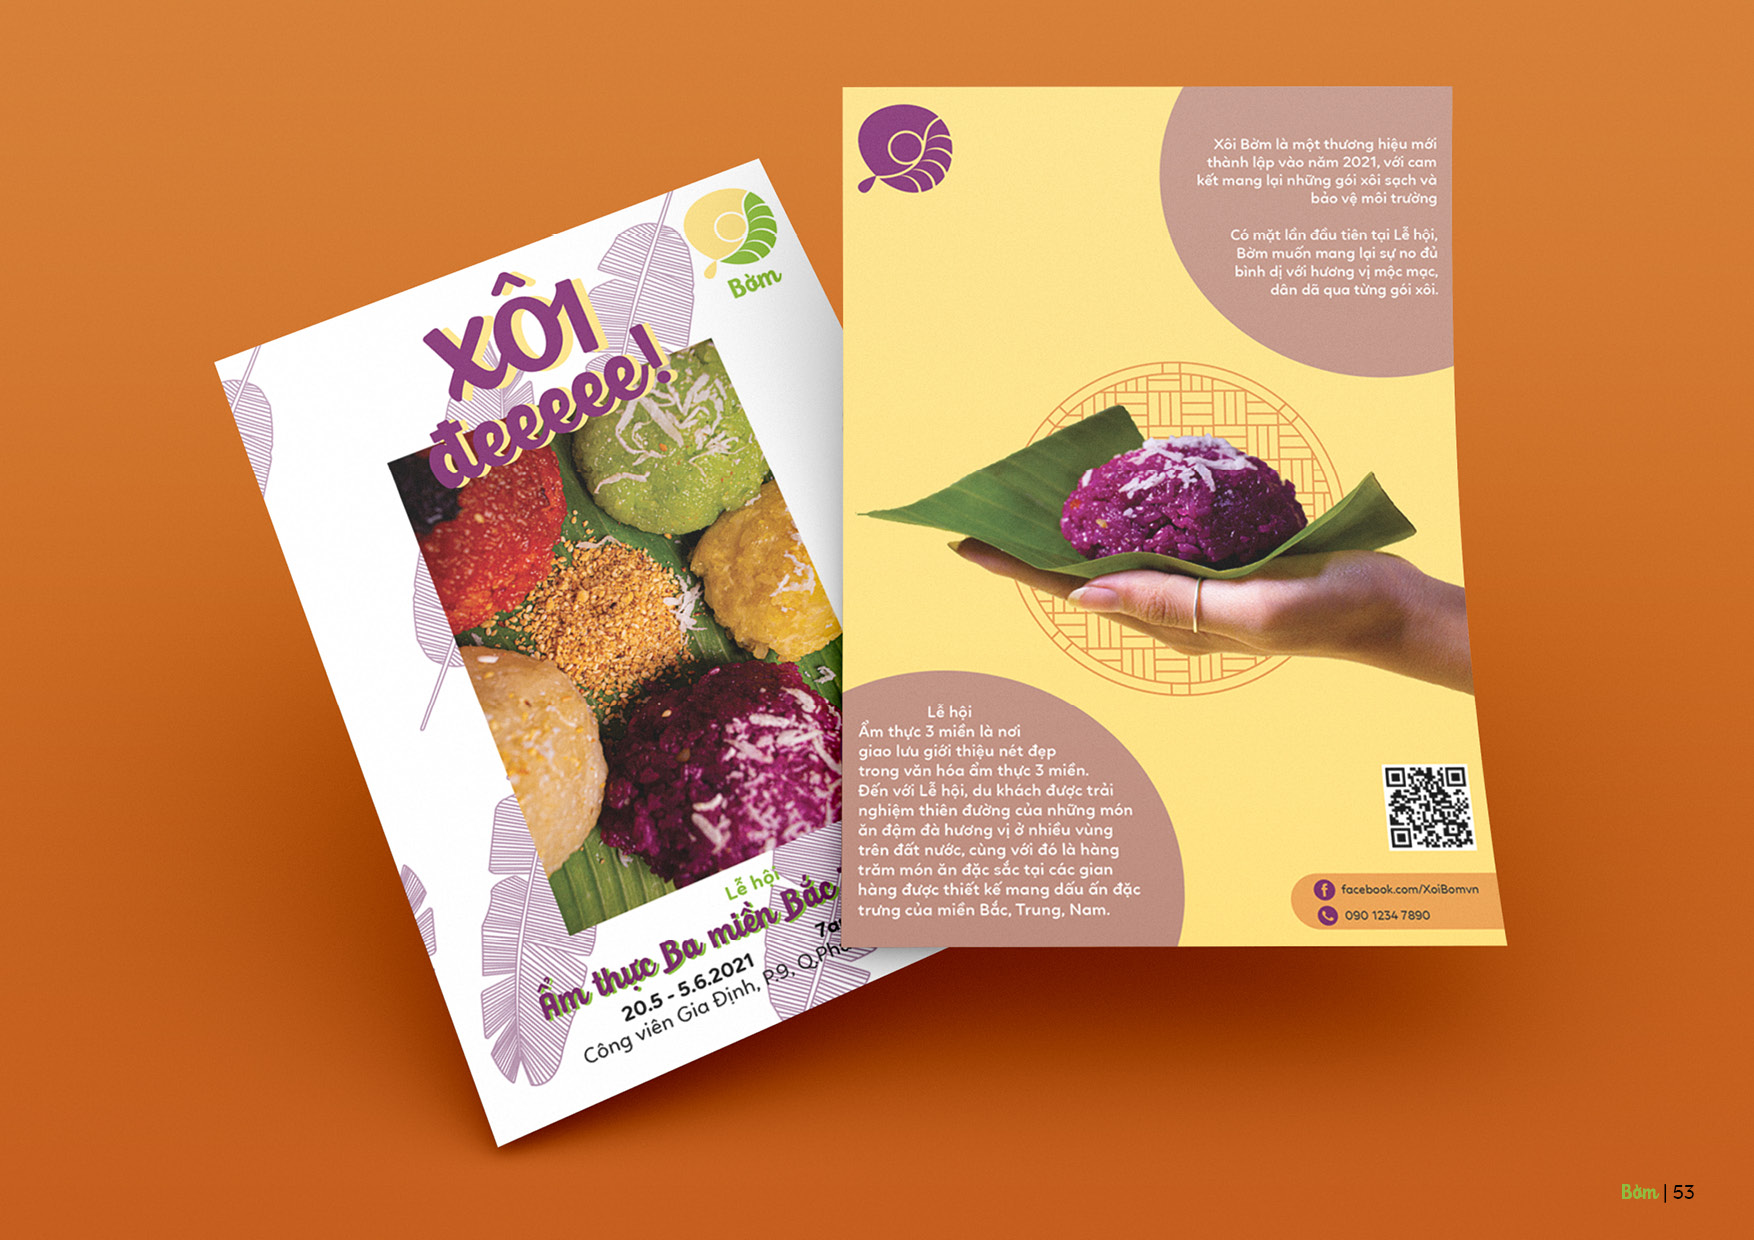 Bờm
XÔI
đeeeee!
Lễ hội
Ẩm thực Ba miền Bắc
20.5 - 5.6.2021
Công viên Gia Định, P.9, Q.Phú
Xôi Bờm là một thương hiệu mới
thành lập vào năm 2021, với cam
kết mang lại những gói xôi sạch và
bảo vệ môi trường
Có mặt lần đầu tiên tại Lễ hội,
Bờm muốn mang lại sự no đủ
bình dị với hương vị mộc mạc,
dân dã qua từng gói xôi.
Lễ hội
Ẩm thực 3 miền là nơi
giao lưu giới thiệu nét đẹp
trong văn hóa ẩm thực 3 miền.
Đến với Lễ hội, du khách được trải
nghiệm thiên đường của những món
ăn đậm đà hương vị ở nhiều vùng
trên đất nước, cùng với đó là hàng
trăm món ăn đặc sắc tại các gian
hàng được thiết kế mang dấu ấn đặc
trưng của miền Bắc, Trung, Nam.
facebook.com/XoiBomvn
090 1234 7890
Bờm | 53